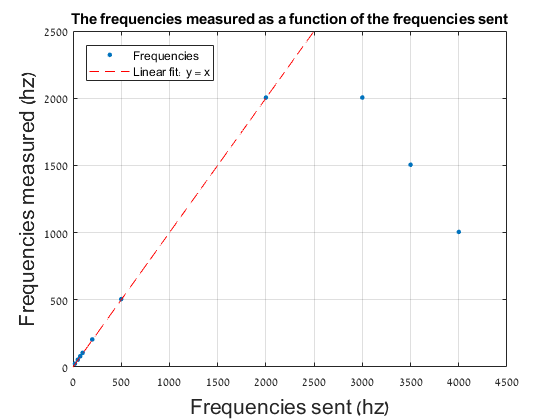 The frequencies measured as a function of the frequencies sent
Frequencies
Linear fit: y = x
Frequencies measured (hz)
2500
2000
1500
1000
500
0
0 500 1000 1500 2000 2500 3000 3500 4000 4500
Frequencies sent (hz)